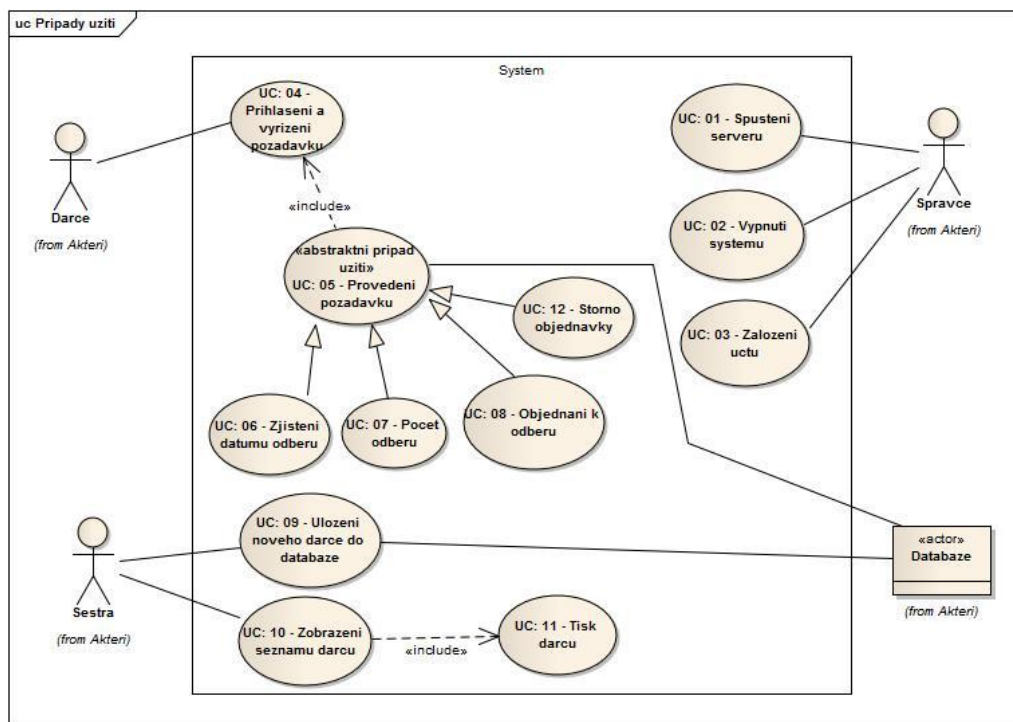 uc Pripady uziti
System
UC: 04 -
Prihlaseni a
vyrizeni
pozadavku
Darce
(from Akteri)
UC: 01 - Spusteni
serveru
Spravce
(from Akteri)
«include»
UC: 02 - Vypnuti
systemu
«abstraktni pripad
uziti»
UC: 05 - Provedeni
pozadavku
UC: 12 - Storno
objednavky
UC: 03 - Zalozeni
uctu
UC: 06 - Zjisteni
datumu odberu
UC: 07 - Pocet
odberu
UC: 08 - Objednani k
odberu
UC: 09 - Ulozeni
noveho darce do
databaze
Sestra
(from Akteri)
«actor»
Databaze
(from Akteri)
UC: 10 - Zobrazeni
seznamu darcu
«include»
UC: 11 - Tisk
darcu